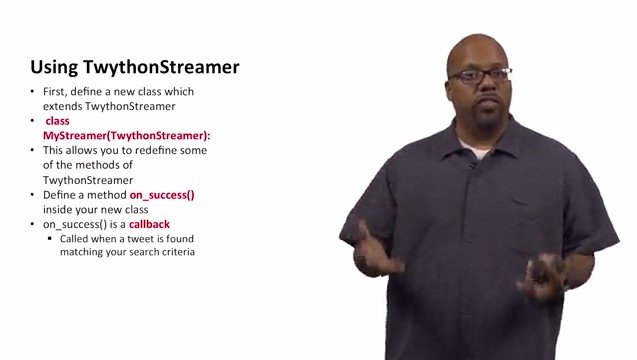 Using TwythonStreamer
• First, define a new class which
extends TwythonStreamer
• class
MyStreamer(TwythonStreamer):
• This allows you to redefine some
of the methods of
TwythonStreamer
• Define a method on_success()
inside your new class
• on_success() is a callback
▪ Called when a tweet is found
matching your search criteria